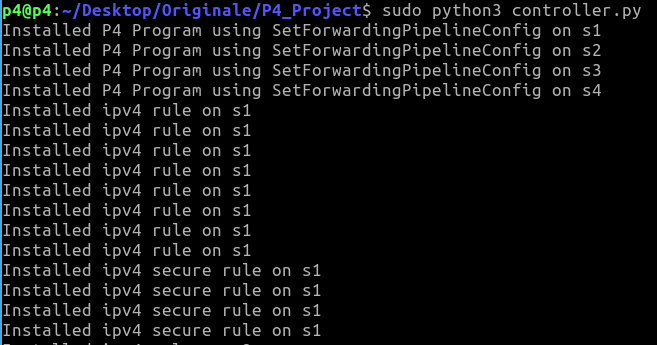 p4@p4:~/Desktop/Originale/P4_Project$ sudo python3 controller.py
Installed P4 Program using SetForwardingPipelineConfig on s1
Installed P4 Program using SetForwardingPipelineConfig on s2
Installed P4 Program using SetForwardingPipelineConfig on s3
Installed P4 Program using SetForwardingPipelineConfig on s4
Installed ipv4 rule on s1
Installed ipv4 rule on s1
Installed ipv4 rule on s1
Installed ipv4 rule on s1
Installed ipv4 rule on s1
Installed ipv4 rule on s1
Installed ipv4 rule on s1
Installed ipv4 rule on s1
Installed ipv4 secure rule on s1
Installed ipv4 secure rule on s1
Installed ipv4 secure rule on s1
Installed ipv4 secure rule on s1